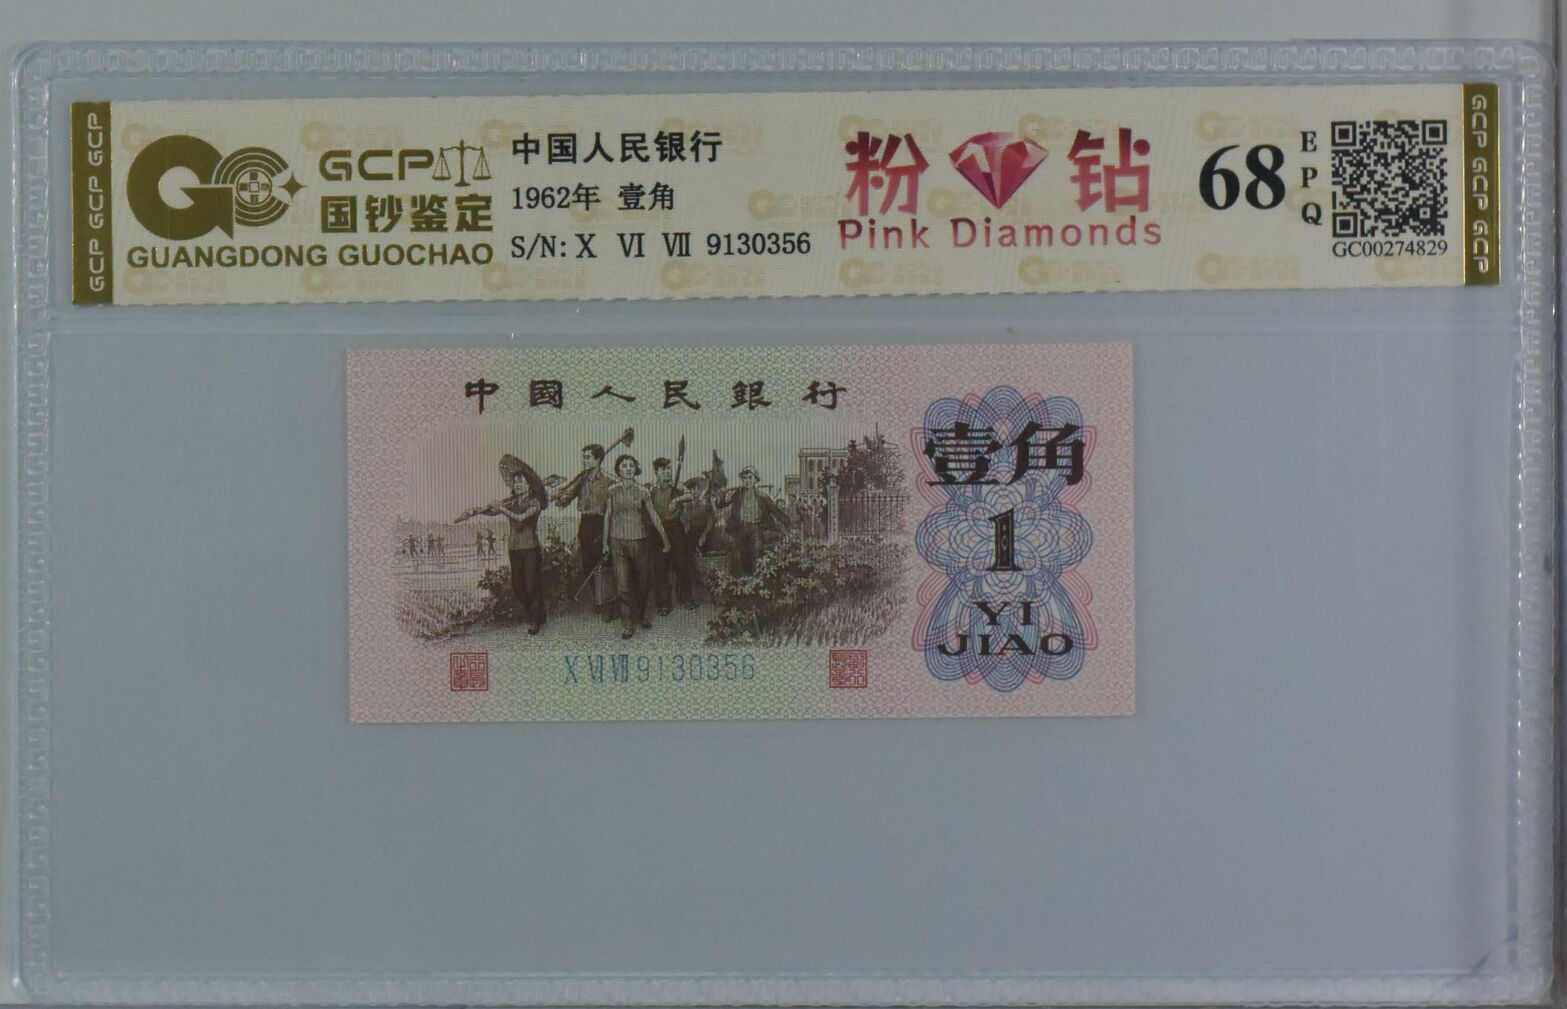 GCP GCP GCP
GCP
国钞鉴定
GUANGDONG GUOCHAO
中国人民银行
1962年 壹角
S/N: X VI VII 9130356
粉钻
Pink Diamonds
68
EPQ
GC00274829
GCP GCP GCP
中國人民銀行
壹角
1
YI
JIAO
X VI VII 9130356